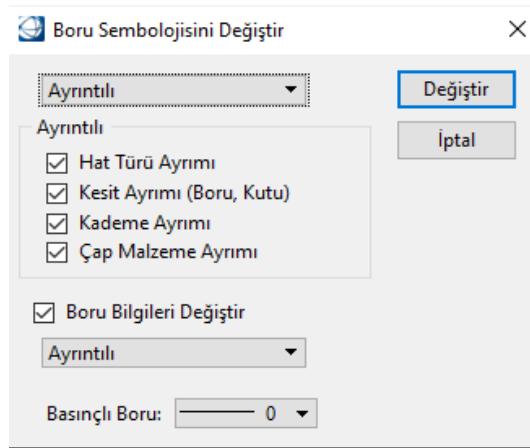 Boru Sembolojisini Değiştir
Ayrıntılı
Değiştir
Ayrıntılı
İptal
Hat Türü Ayrımı
Kesit Ayrımı (Boru, Kutu)
Kademe Ayrımı
Çap Malzeme Ayrımı
Boru Bilgileri Değiştir
Ayrıntılı
Basınçlı Boru: 0